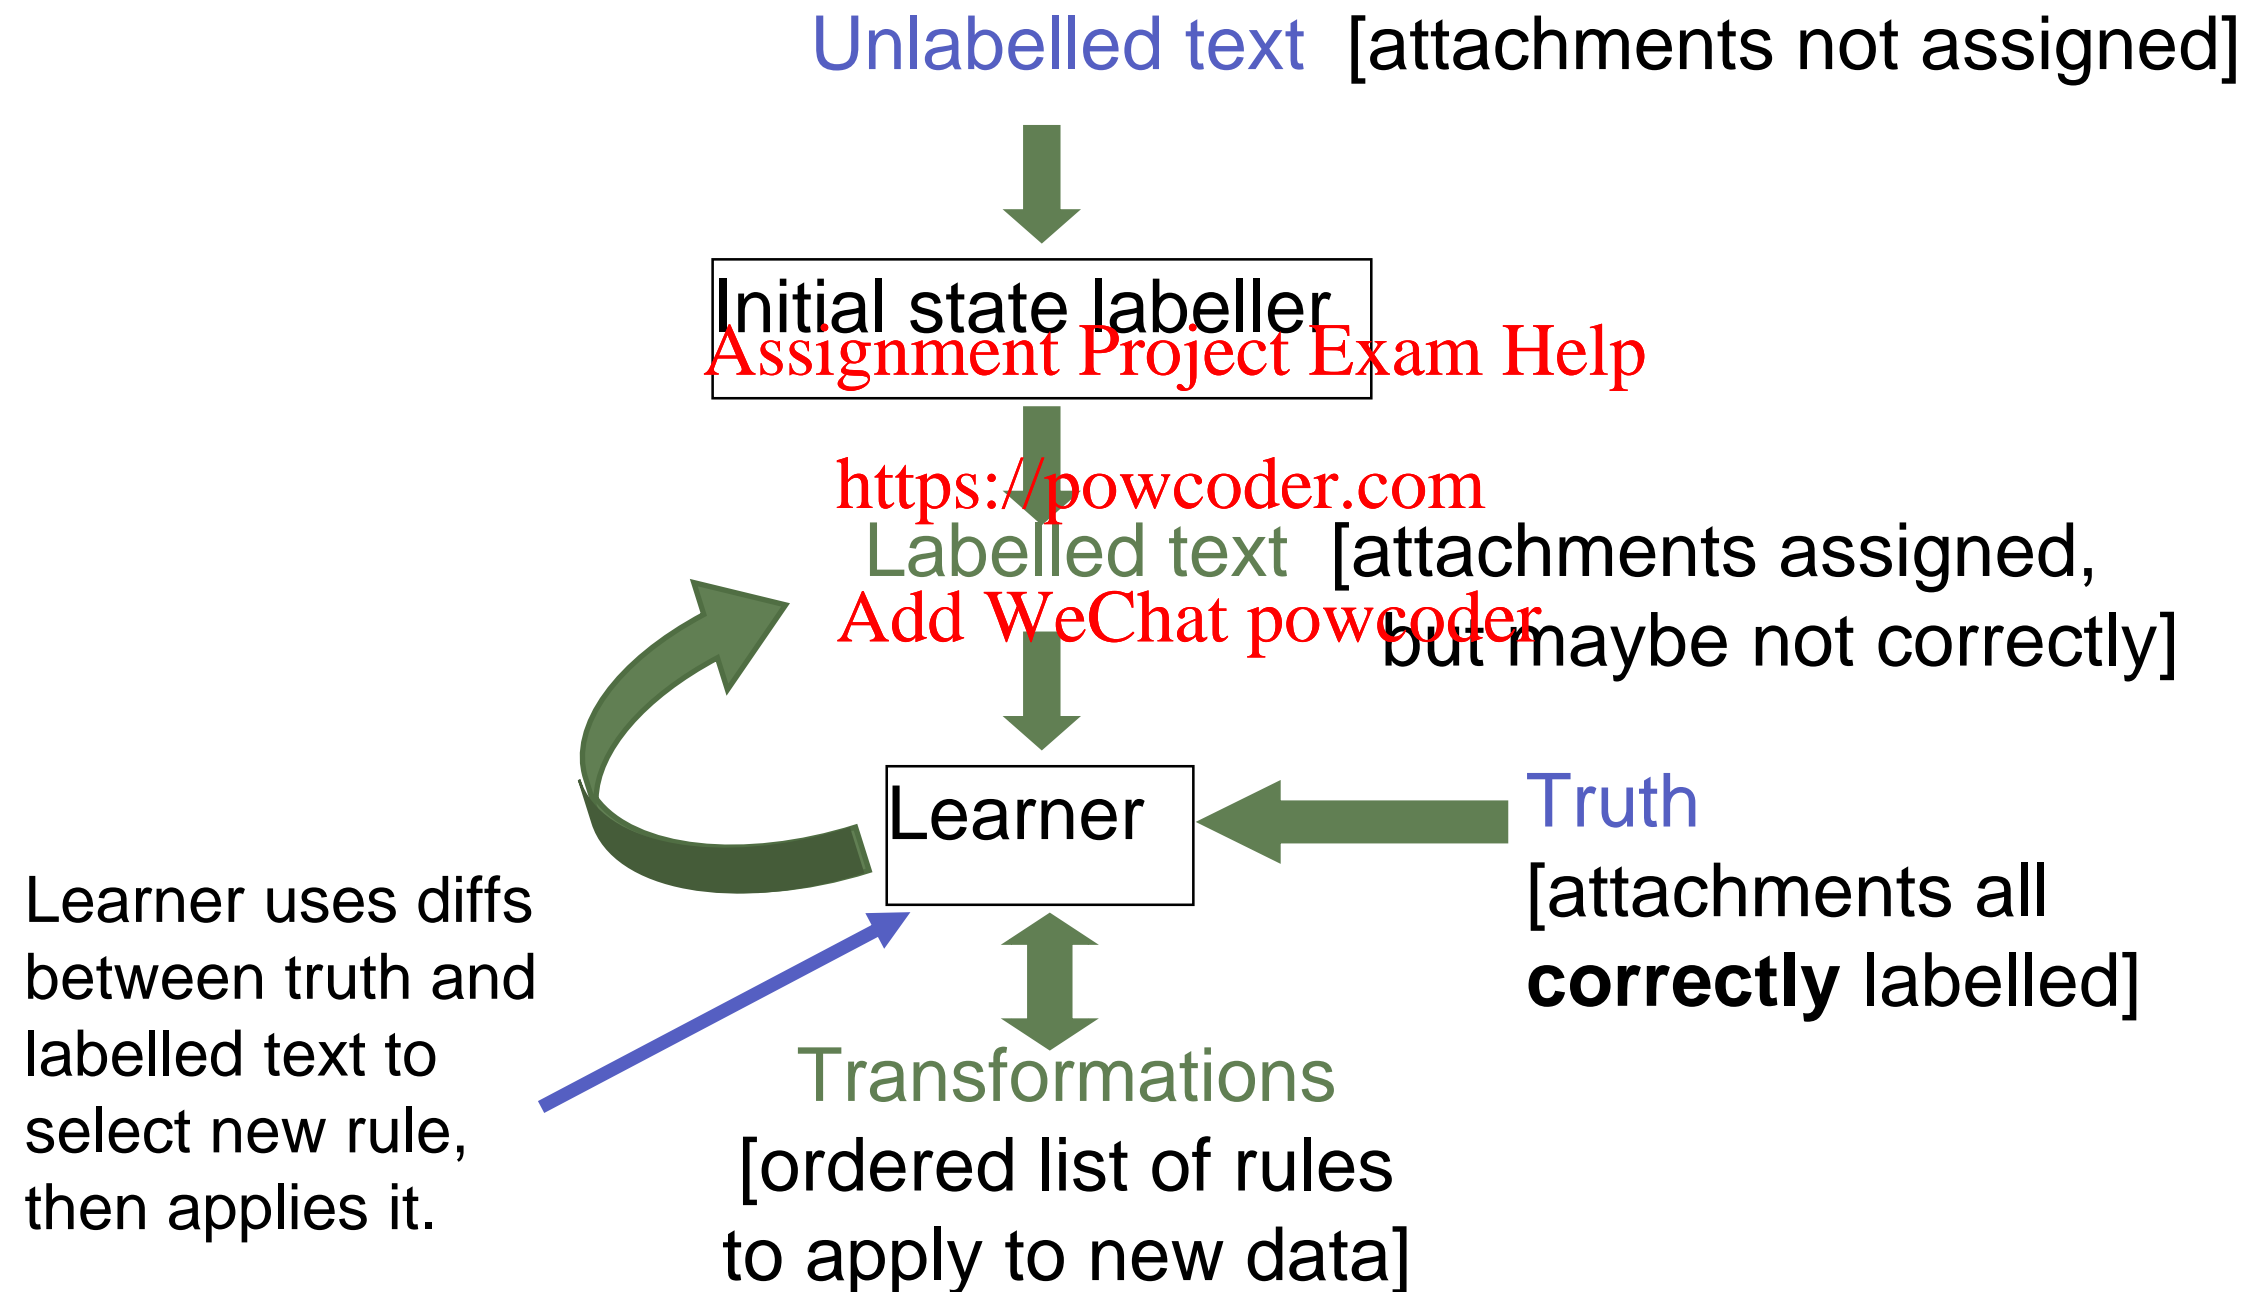 Unlabelled text [attachments not assigned]
Initial state labeller
Assignment Project Exam Help
https://powcoder.com
Labelled text [attachments assigned,
Add WeChat powcoder
but maybe not correctly]
Learner
Truth
[attachments all
correctly labelled]
Learner uses diffs
between truth and
labelled text to
select new rule,
then applies it.
Transformations
[ordered list of rules
to apply to new data]